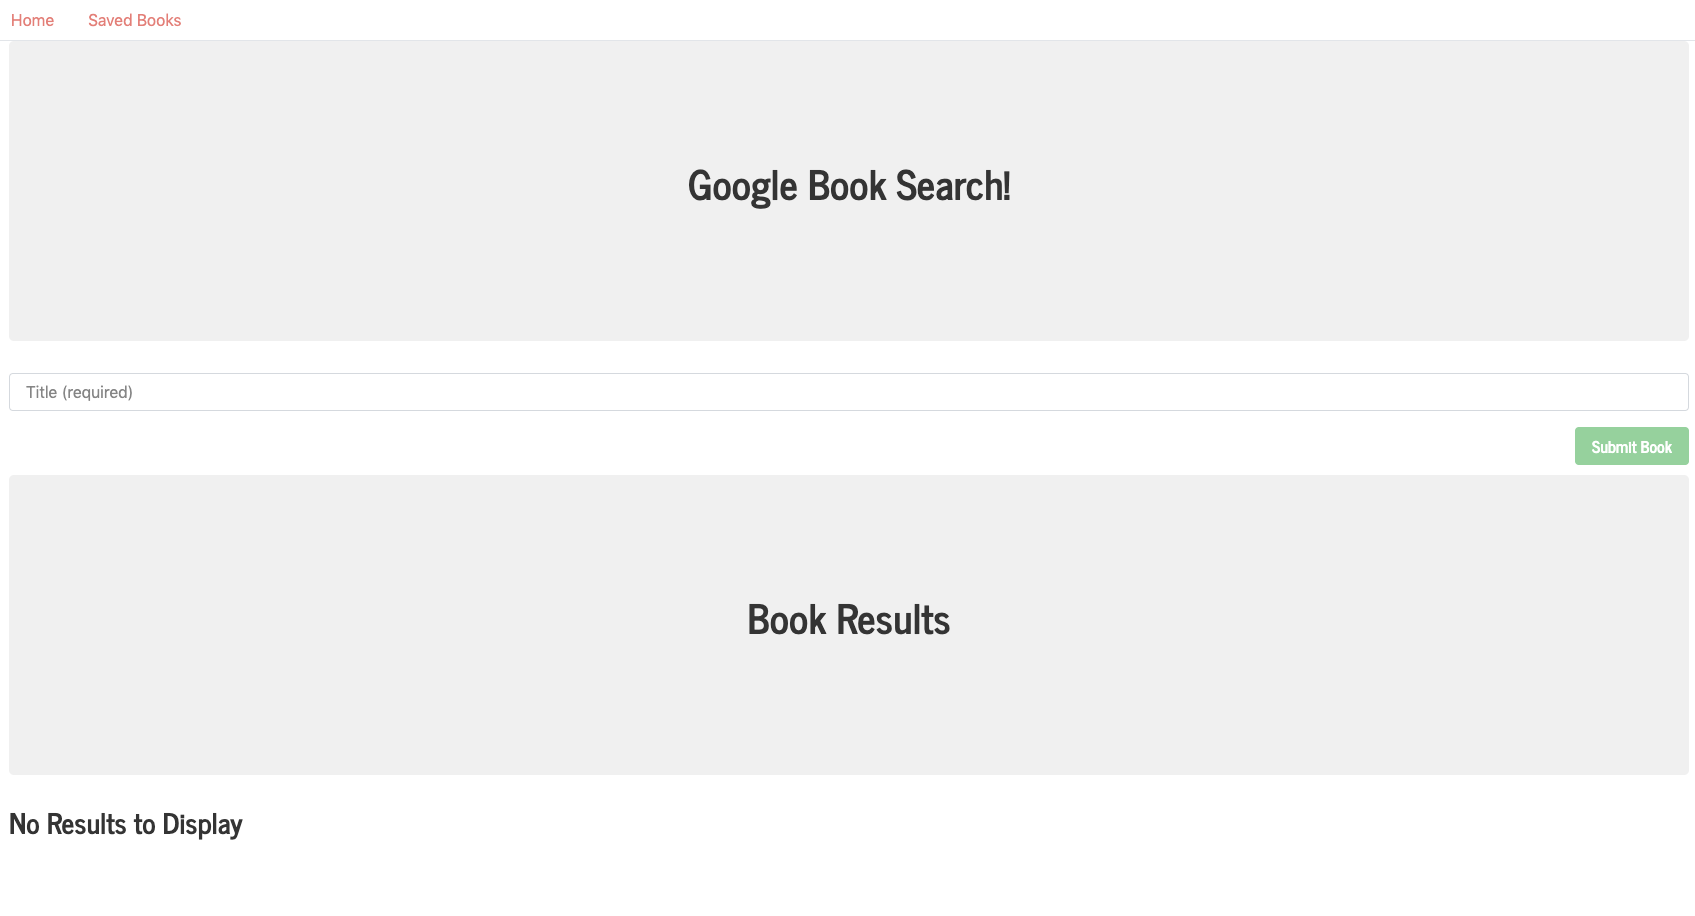 Home Saved Books
Google Book Search!
Title (required)
Submit Book
Book Results
No Results to Display